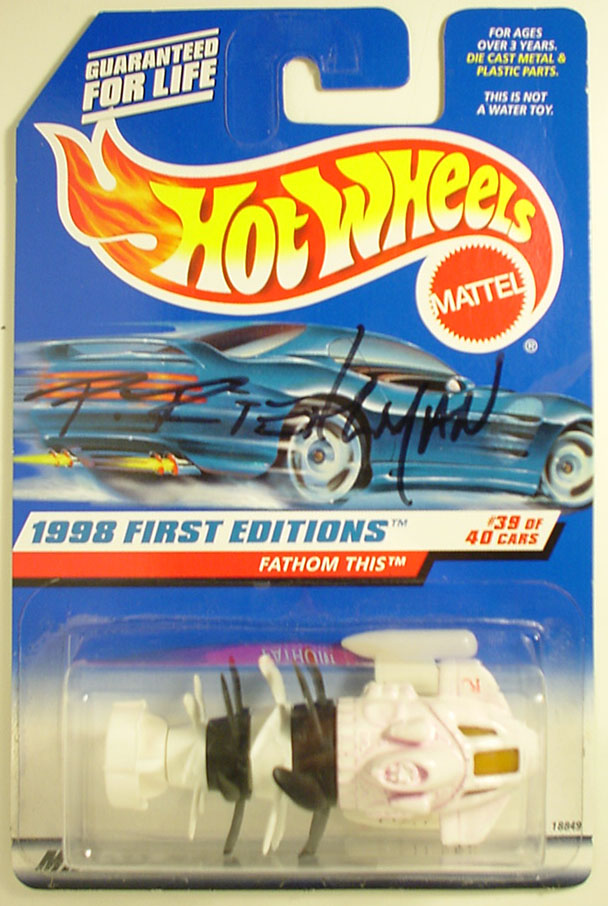 GUARANTEED
FOR LIFE
FOR AGES
OVER 3 YEARS.
DIE CAST METAL &
PLASTIC PARTS.
THIS IS NOT
A WATER TOY.
HOT WHEELS
MATTEL
®
1998 FIRST EDITIONS™
#39 OF
40 CARS
FATHOM THIS™
18849